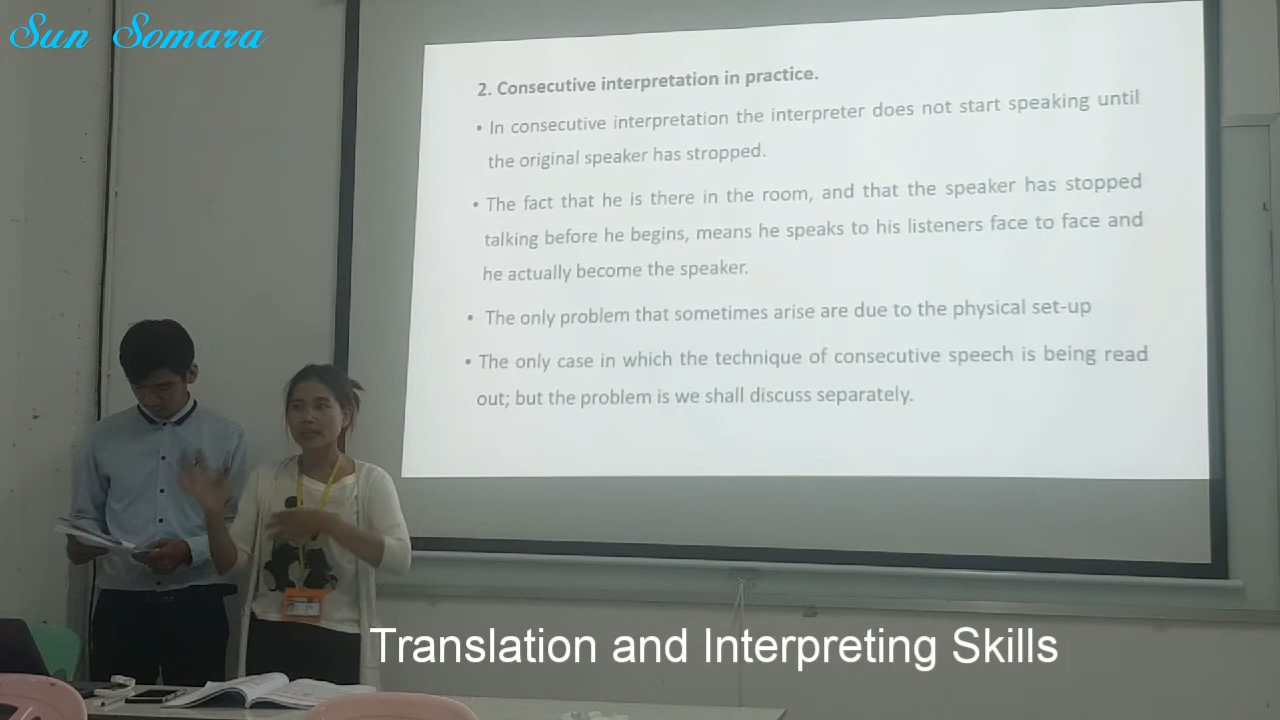 Sun Somara
2. Consecutive interpretation in practice.
• In consecutive interpretation the interpreter does not start speaking until
the original speaker has stropped.
• The fact that he is there in the room, and that the speaker has stopped
talking before he begins, means he speaks to his listeners face to face and
he actually become the speaker.
• The only problem that sometimes arise are due to the physical set-up
• The only case in which the technique of consecutive speech is being read
out; but the problem is we shall discuss separately.
Translation and Interpreting Skills